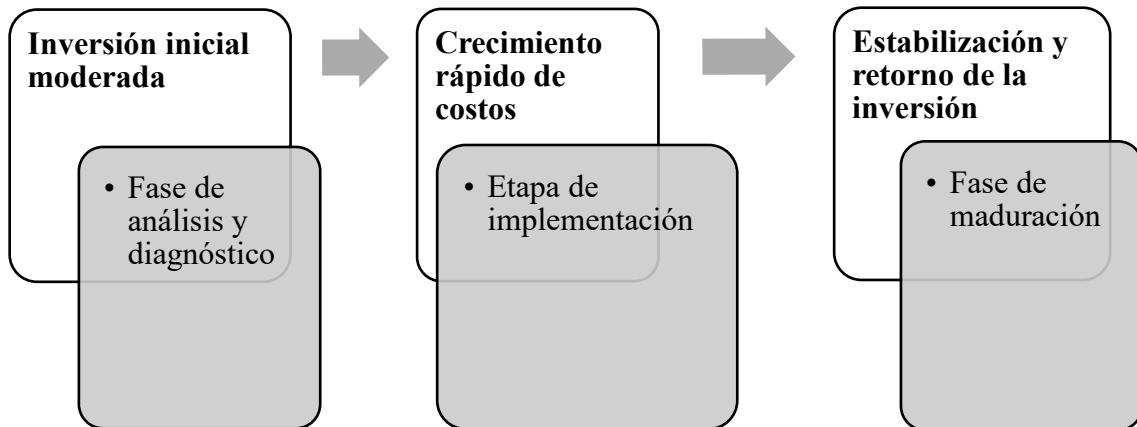 Inversión inicial
moderada
• Fase de
análisis y
diagnóstico
Crecimiento
rápido de
costos
• Etapa de
implementación
Estabilización y
retorno de la
inversión
• Fase de
maduración